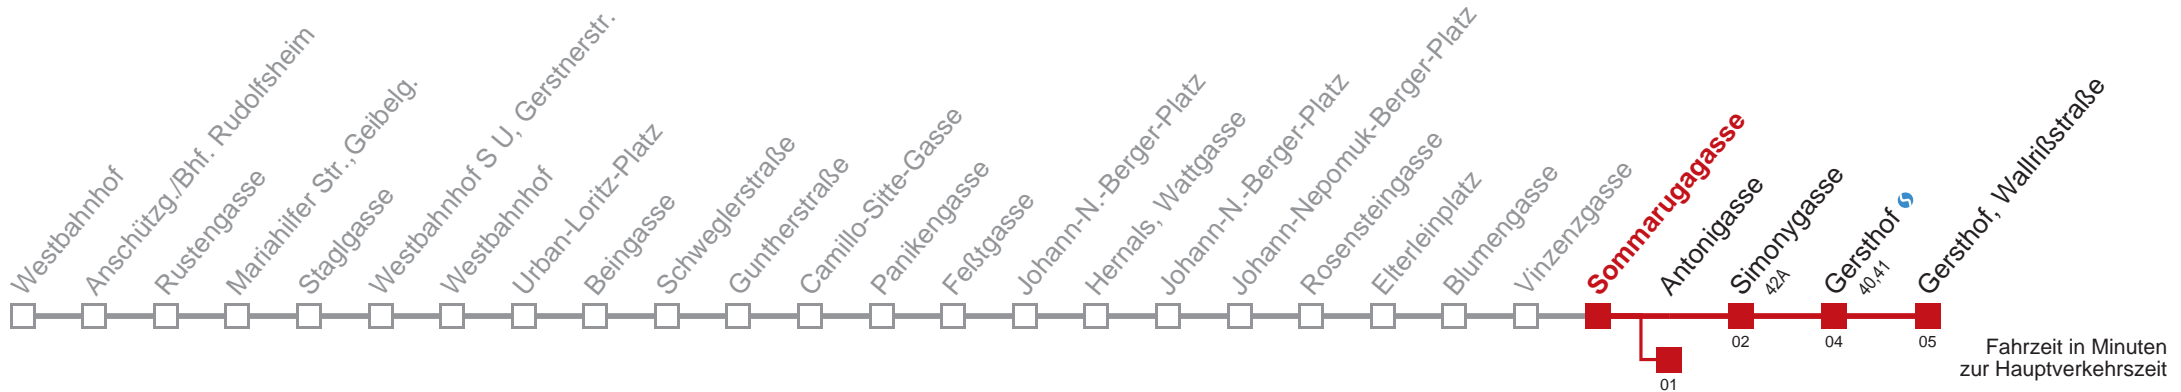 Westbahnhof
Anschützg./Bhf. Rudolfsheim
Rustengasse
Mariahilfer Str., Geibelg.
Staglgasse
Westbahnhof S U, Gerstnerstr.
Westbahnhof
Urban-Loritz-Platz
Beingasse
Schweglerstraße
Guntherstraße
Camillo-Sitte-Gasse
Panikengasse
Feßtgasse
Johann-N.-Berger-Platz
Hernals, Wattgasse
Johann-N.-Berger-Platz
Johann-Nepomuk-Berger-Platz
Rosensteingasse
Elterleinplatz
Blumengasse
Vinzenzgasse
Sommarugagasse
Antonigasse
Simonygasse
42A
Gersthof
40,41
Gersthof, Wallrißstraße
01
02
04
05
Fahrzeit in Minuten
zur Hauptverkehrszeit